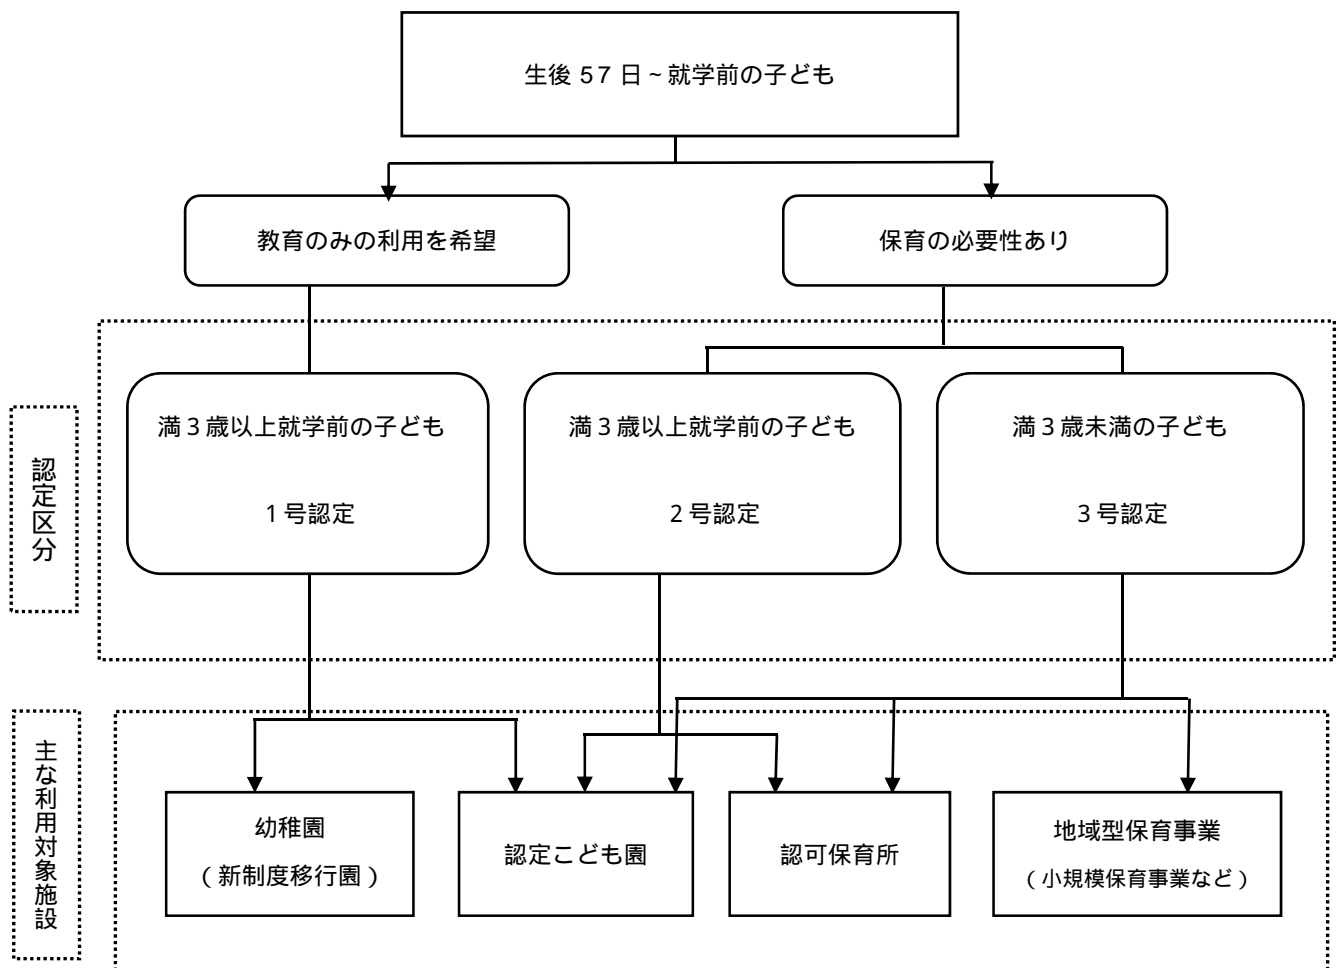 生後 57 日~就学前の子ども
教育のみの利用を希望
保育の必要性あり
認定区分
満3歳以上就学前の子ども
1号認定
満3歳以上就学前の子ども
2号認定
満3歳未満の子ども
3号認定
主な利用対象施設
幼稚園
(新制度移行園)
認定こども園
認可保育所
地域型保育事業
(小規模保育事業など)